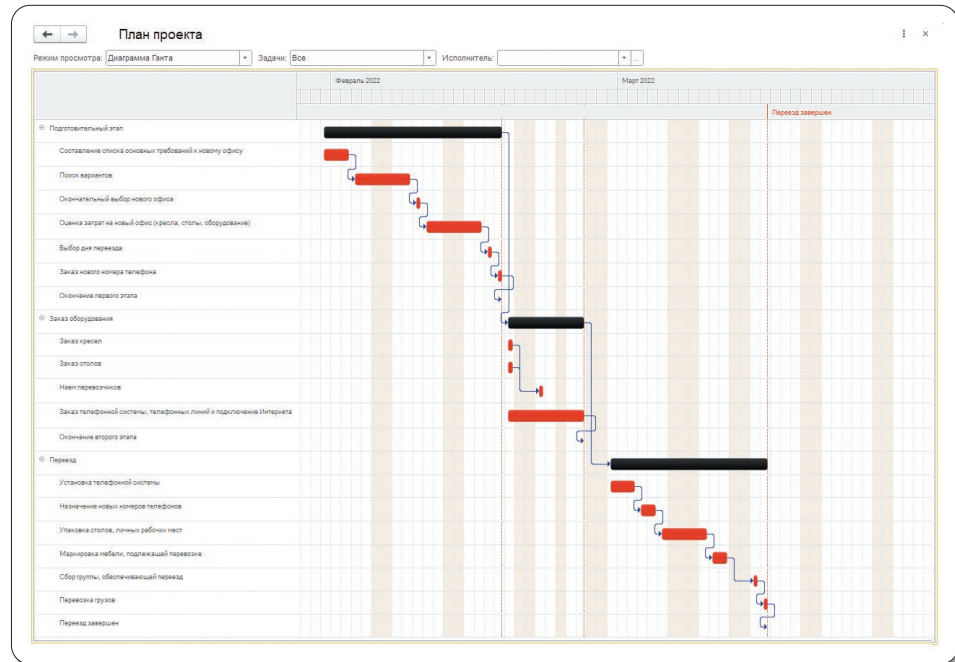 План проекта
Режим просмотра: Диаграмма Ганта Задачи: Все Исполнитель:
Февраль 2022 Март 2022
Переезд завершен
Подготовительный этап
Составление списка основных требований к новому офису
Поиск вариантов
Окончательный выбор нового офиса
Оценка затрат на новый офис (кресла, столы, оборудование)
Выбор дня переезда
Заказ нового номера телефона
Окончание первого этапа
Заказ оборудования
Заказ кресел
Заказ столов
Наем перевозчиков
Заказ телефонной системы, телефонных линий и подключение Интернета
Окончание второго этапа
Переезд
Установка телефонной системы
Назначение новых номеров телефонов
Упаковка столов, личных рабочих мест
Маркировка мебели, подлежащей перевозке
Сбор группы, обеспечивающей переезд
Перевозка грузов
Переезд завершен